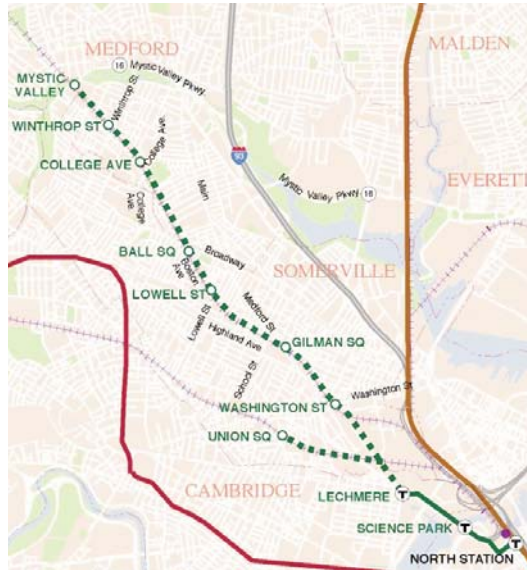 MEDFORD
MALDEN
16
Mystic Valley Pkwy
MYSTIC
VALLEY
Winthrop St
WINTHROP ST
College Ave.
COLLEGE AVE
93
Mystic Valley Pkwy
16
EVERETT
Main
College
Ave.
BALL SQ
Broadway
Boston
Ave
SOMERVILLE
LOWELL ST
Lowell St
Medford St
Highland Ave
GILMAN SQ
School St
Washington St
WASHINGTON ST
UNION SQ
CAMBRIDGE
LECHMERE
T
SCIENCE PARK
T
T
NORTH STATION